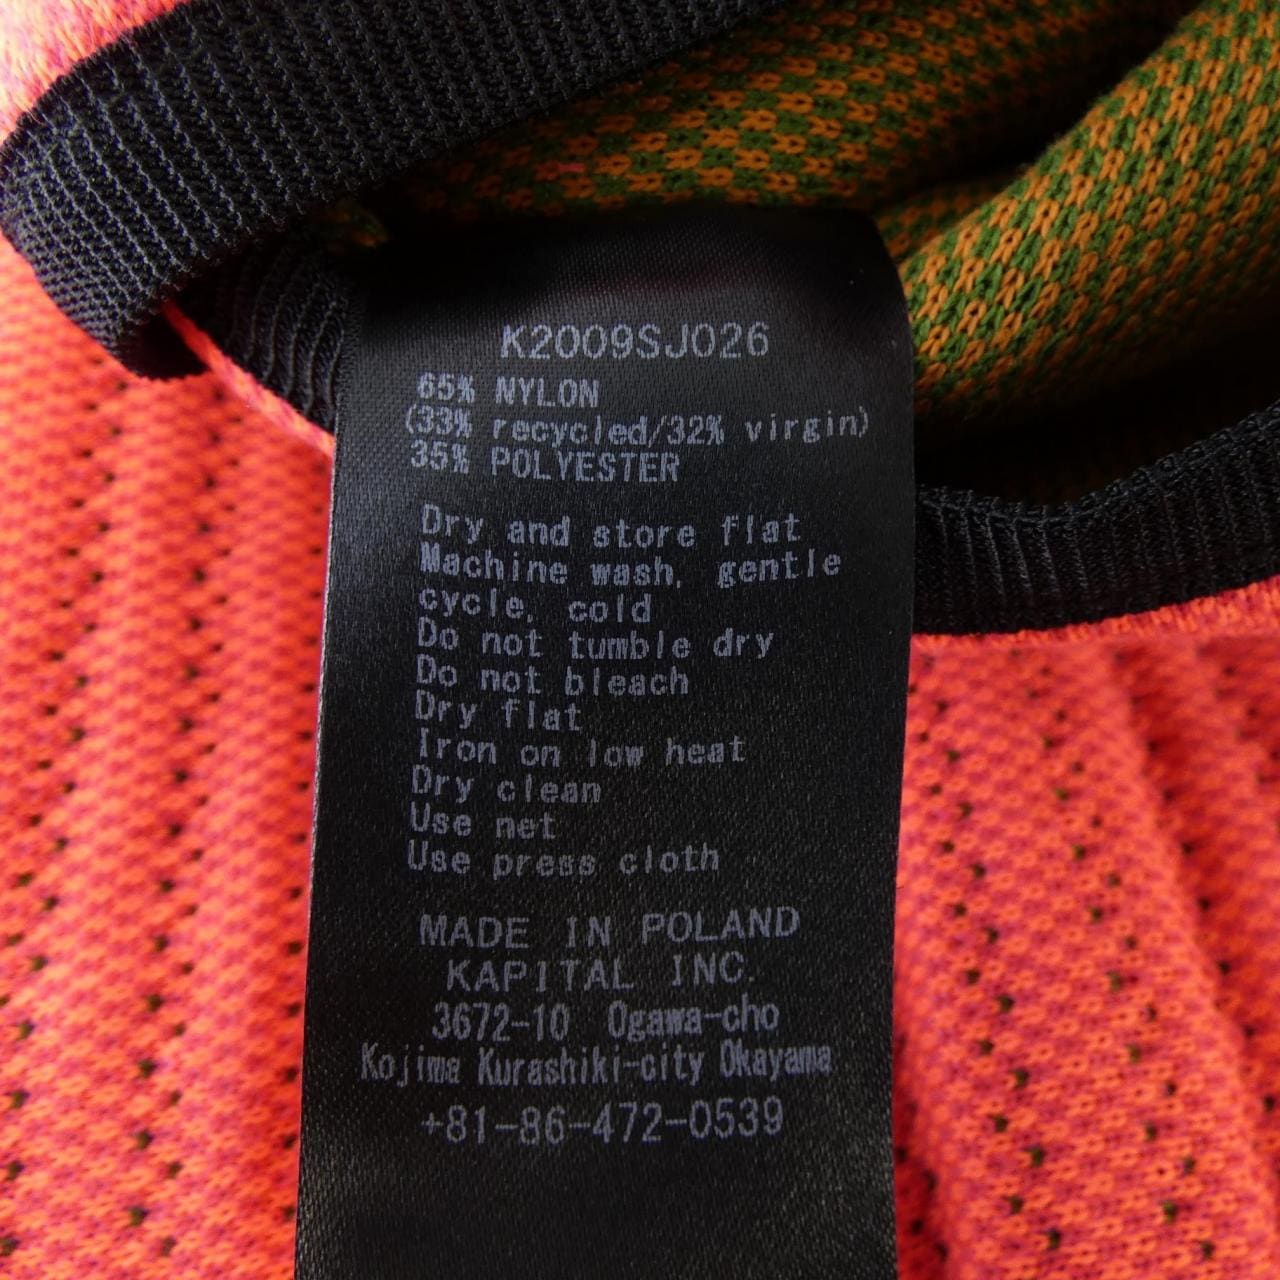 K2009SJ026
65% NYLON
(33% recycled/32% virgin)
35% POLYESTER
Dry and store flat
Machine wash, gentle
cycle, cold
Do not tumble dry
Do not bleach
Dry flat
Iron on low heat
Dry clean
Use net
Use press cloth
MADE IN POLAND
KAPITAL INC.
3672-10 Ogawa-cho
Kojima Kurashiki-city Okayama
+81-86-472-0539